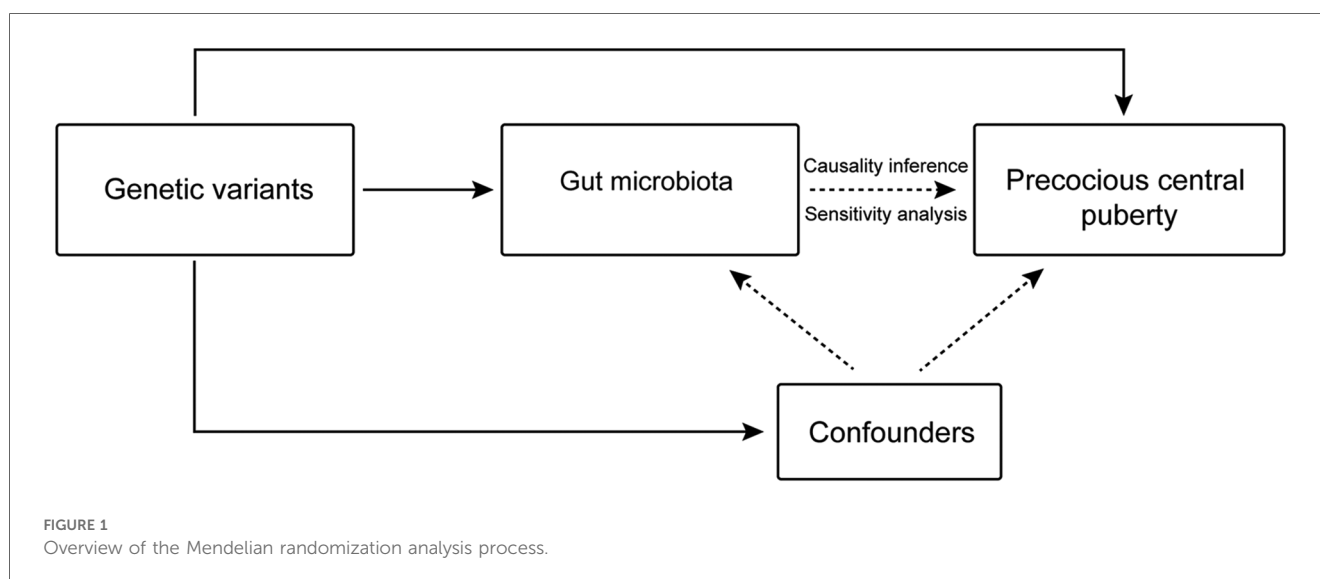 Genetic variants
Gut microbiota
Causality inference
Sensitivity analysis
Precocious central
puberty
Confounders
FIGURE 1
Overview of the Mendelian randomization analysis process.